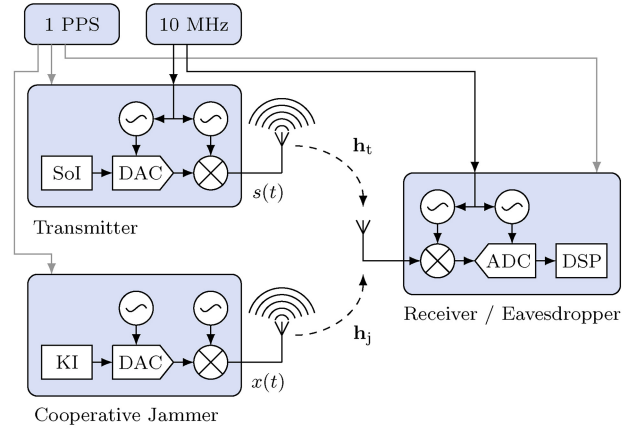 1 PPS
10 MHz
SoI
DAC
s(t)
Transmitter
h_t
ADC
DSP
Receiver / Eavesdropper
KI
DAC
x(t)
h_j
Cooperative Jammer